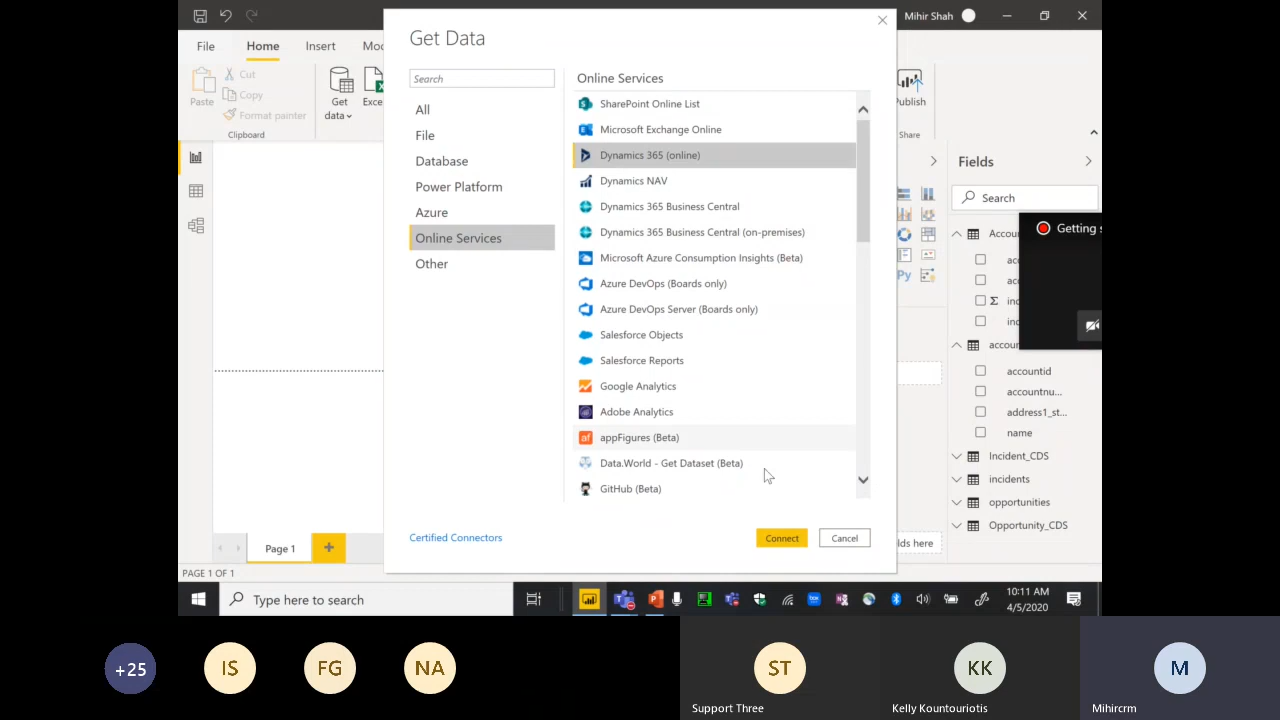 Mihir Shah
File
Home
Insert
Get Data
Search
All
File
Database
Power Platform
Azure
Online Services
Other
Online Services
SharePoint Online List
Microsoft Exchange Online
Dynamics 365 (online)
Dynamics NAV
Dynamics 365 Business Central
Dynamics 365 Business Central (on-premises)
Microsoft Azure Consumption Insights (Beta)
Azure DevOps (Boards only)
Azure DevOps Server (Boards only)
Salesforce Objects
Salesforce Reports
Google Analytics
Adobe Analytics
appFigures (Beta)
Data.World - Get Dataset (Beta)
GitHub (Beta)
Certified Connectors
Connect
Cancel
Paste
Cut
Copy
Format painter
Clipboard
Get
data
Share
Fields
Search
Getting
accountid
accountnu...
address1_st...
name
Incident_CDS
incidents
opportunities
Opportunity_CDS
Py
lds here
Page 1
PAGE 1 OF 1
Type here to search
10:11 AM
4/5/2020
+25
IS
FG
NA
ST
KK
M
Support Three
Kelly Kountouriotis
Mihircrm